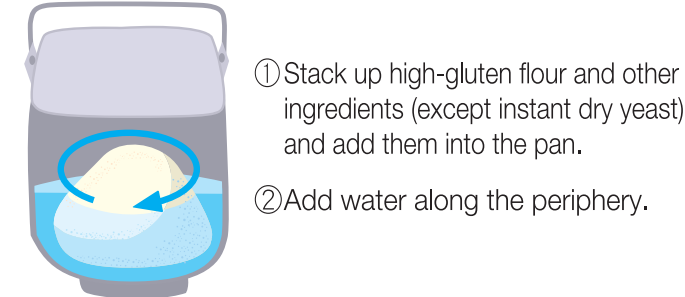 ①Stack up high-gluten flour and other
ingredients (except instant dry yeast)
and add them into the pan.
②Add water along the periphery.